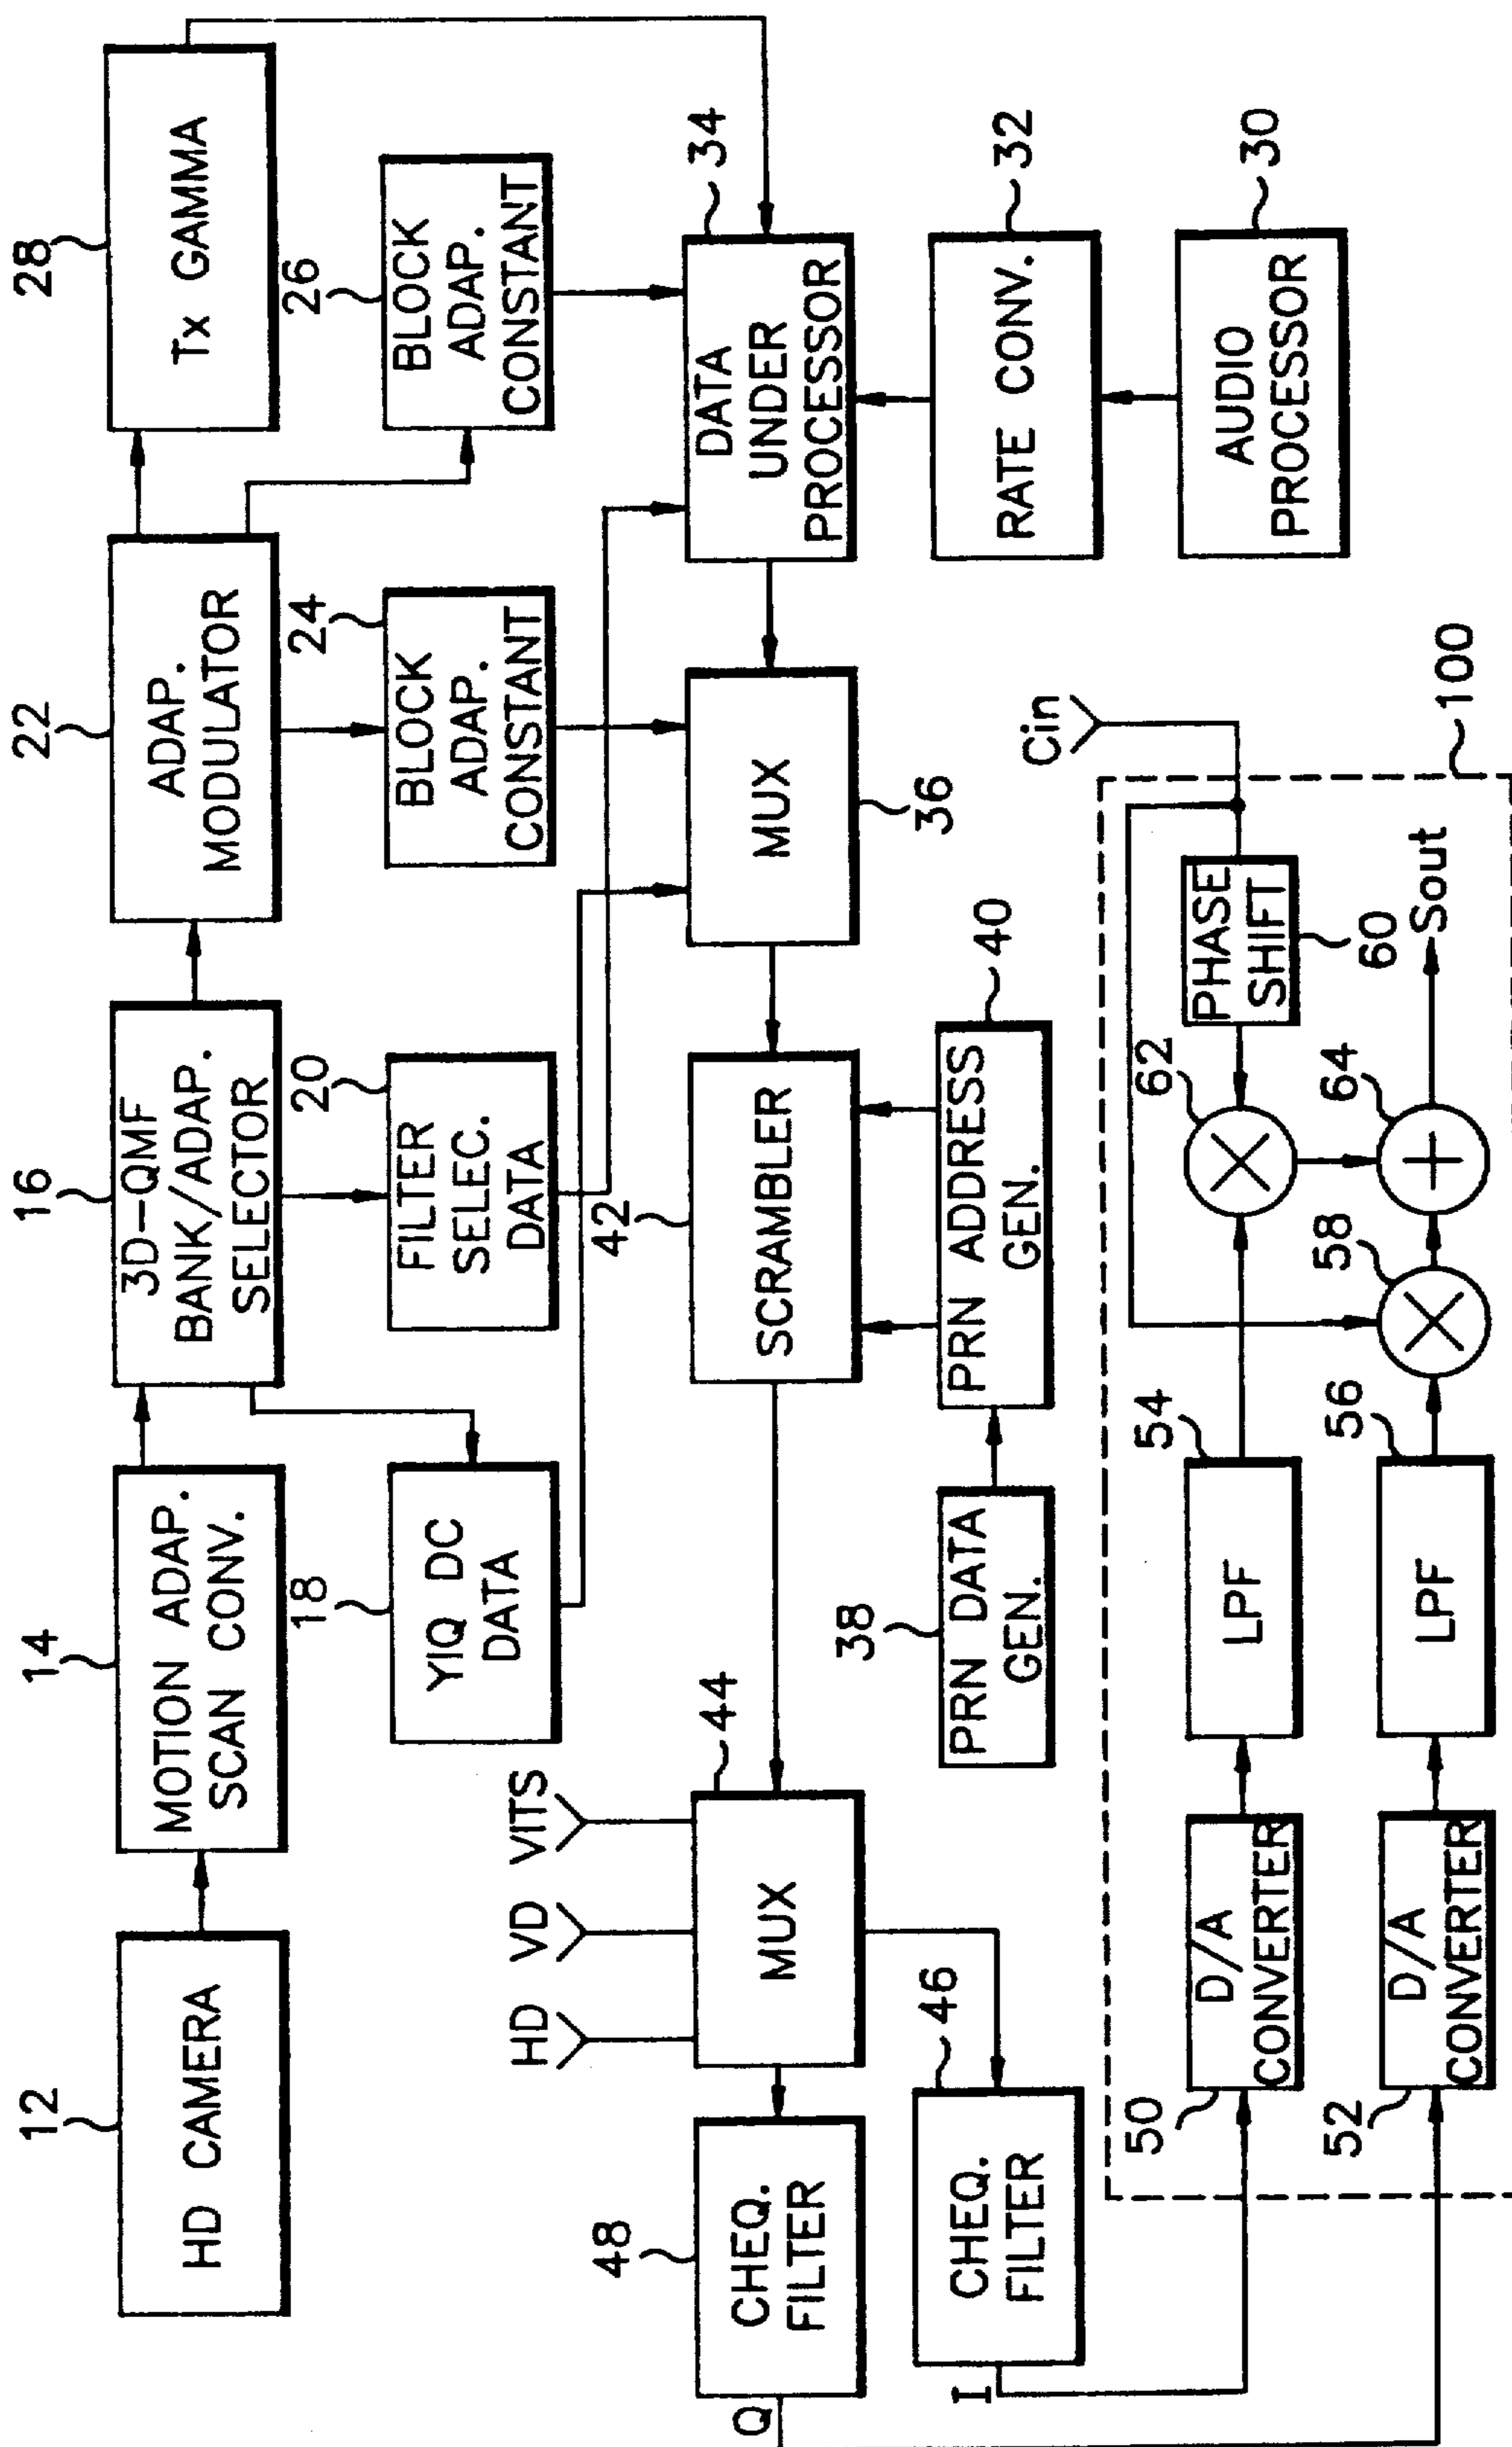 12
HD CAMERA
14
MOTION ADAP.
SCAN CONV.
16
3D-QMF
BANK/ADAP.
SELECTOR
22
ADAP.
MODULATOR
28
Tx GAMMA
18
YIQ DC
DATA
20
FILTER
SELEC.
DATA
24
BLOCK
ADAP.
CONSTANT
26
BLOCK
ADAP.
CONSTANT
HD
VD
VITS
44
MUX
42
SCRAMBLER
MUX
36
DATA
UNDER
PROCESSOR
34
48
CHEQ.
FILTER
Q
46
CHEQ.
FILTER
I
38
PRN DATA
GEN.
PRN ADDRESS
GEN.
40
RATE CONV.
32
AUDIO
PROCESSOR
30
Cin
100
50
D/A
CONVERTER
54
LPF
62
PHASE
SHIFT
60
52
D/A
CONVERTER
56
LPF
58
64
Sout